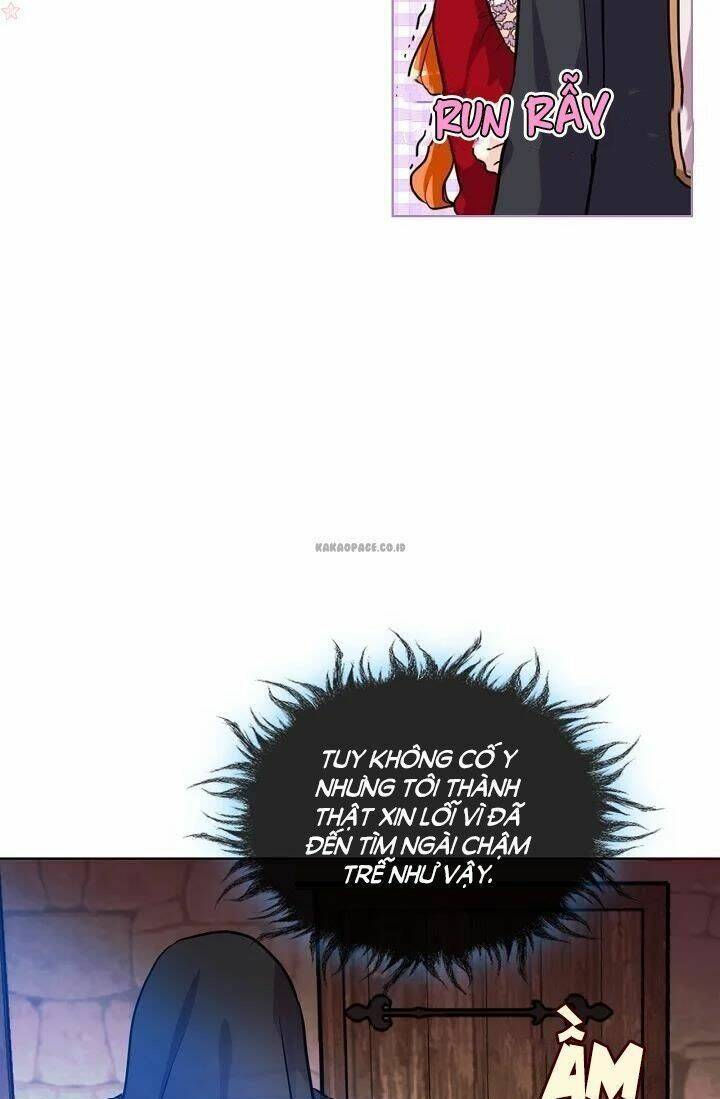 RUN RẪY
KAKAOPAGE.CO.ID
TUY KHÔNG CỐ Y
NHƯNG TÔI THÀNH
THẬT XIN LỖI VÌ ĐÃ
ĐẾN TÌM NGÀI CHẬM
TRỄ NHƯ VẬY.
ẦM